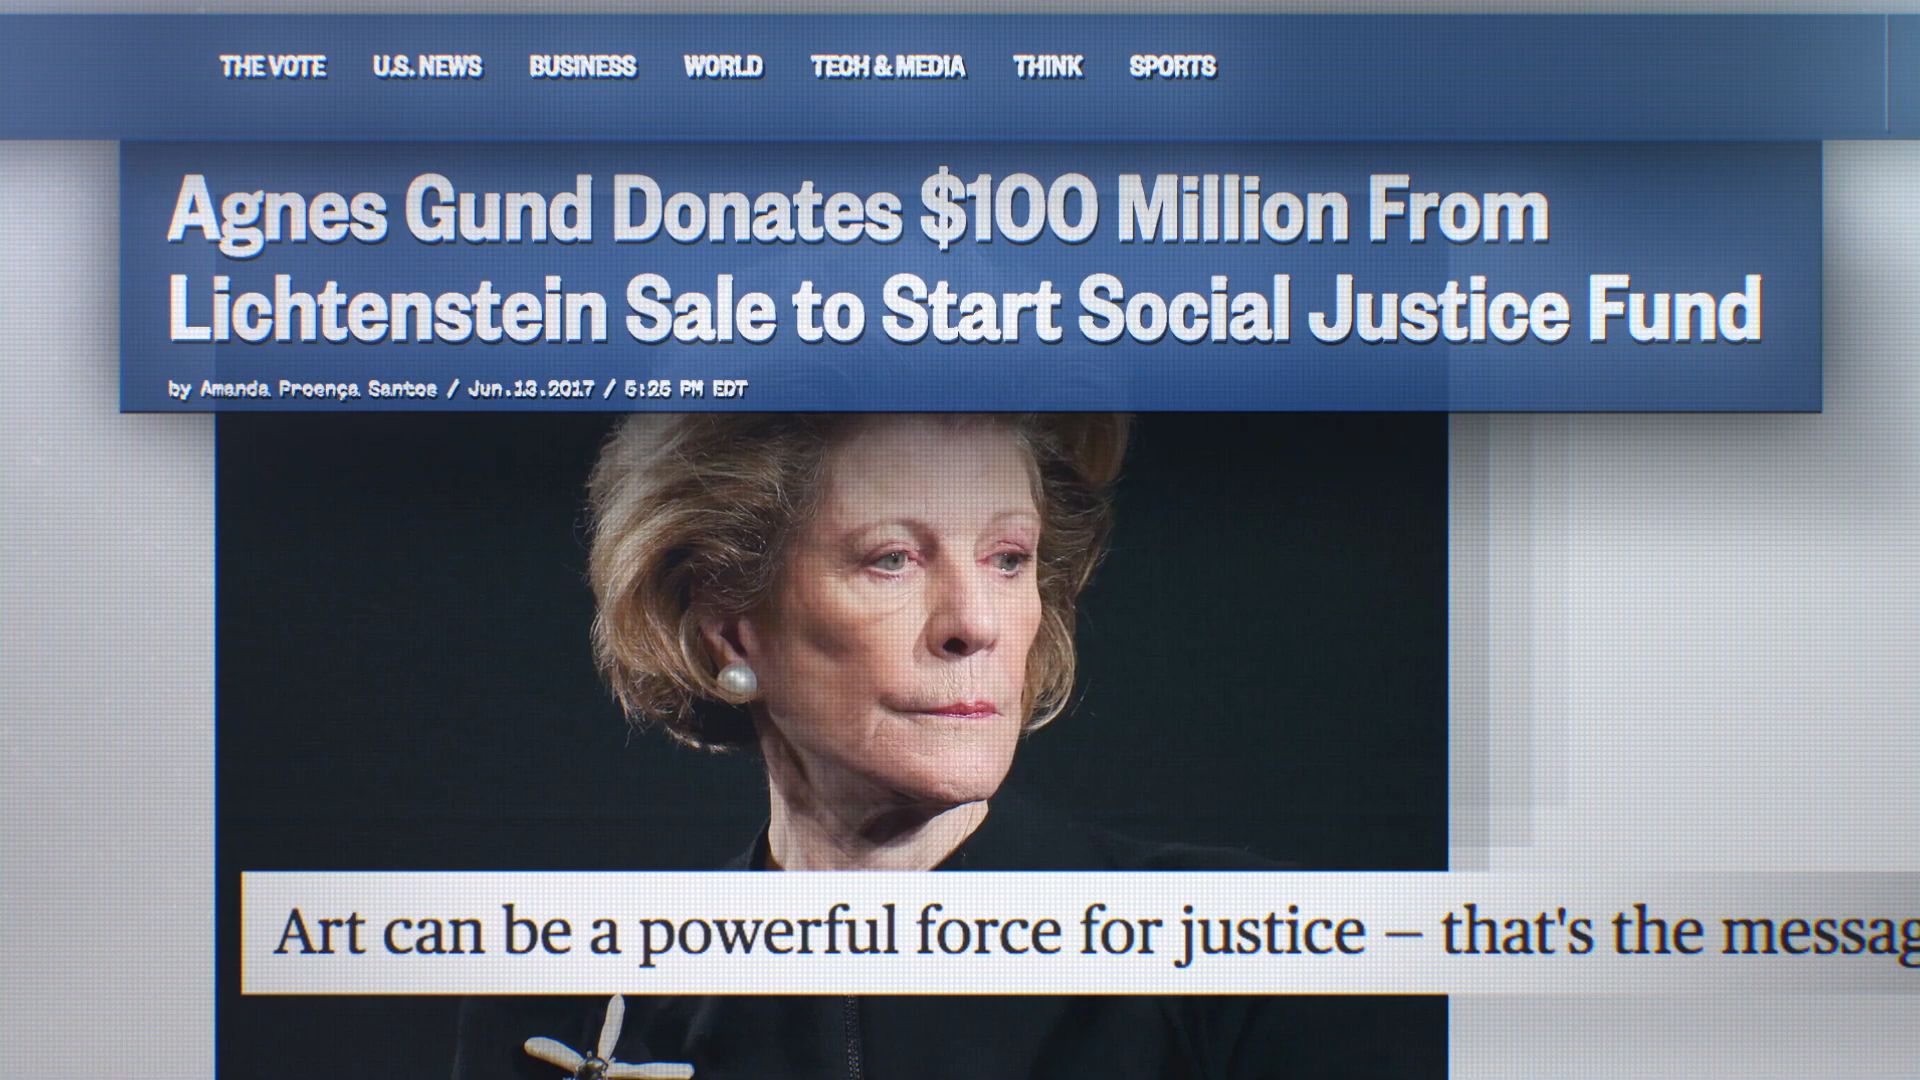 THE VOTE U.S. NEWS BUSINESS WORLD TECH & MEDIA THINK SPORTS
Agnes Gund Donates $100 Million From
Lichtenstein Sale to Start Social Justice Fund
by Amanda Proença Santos / Jun.13.2017 / 5:25 PM EDT
Art can be a powerful force for justice – that's the messag